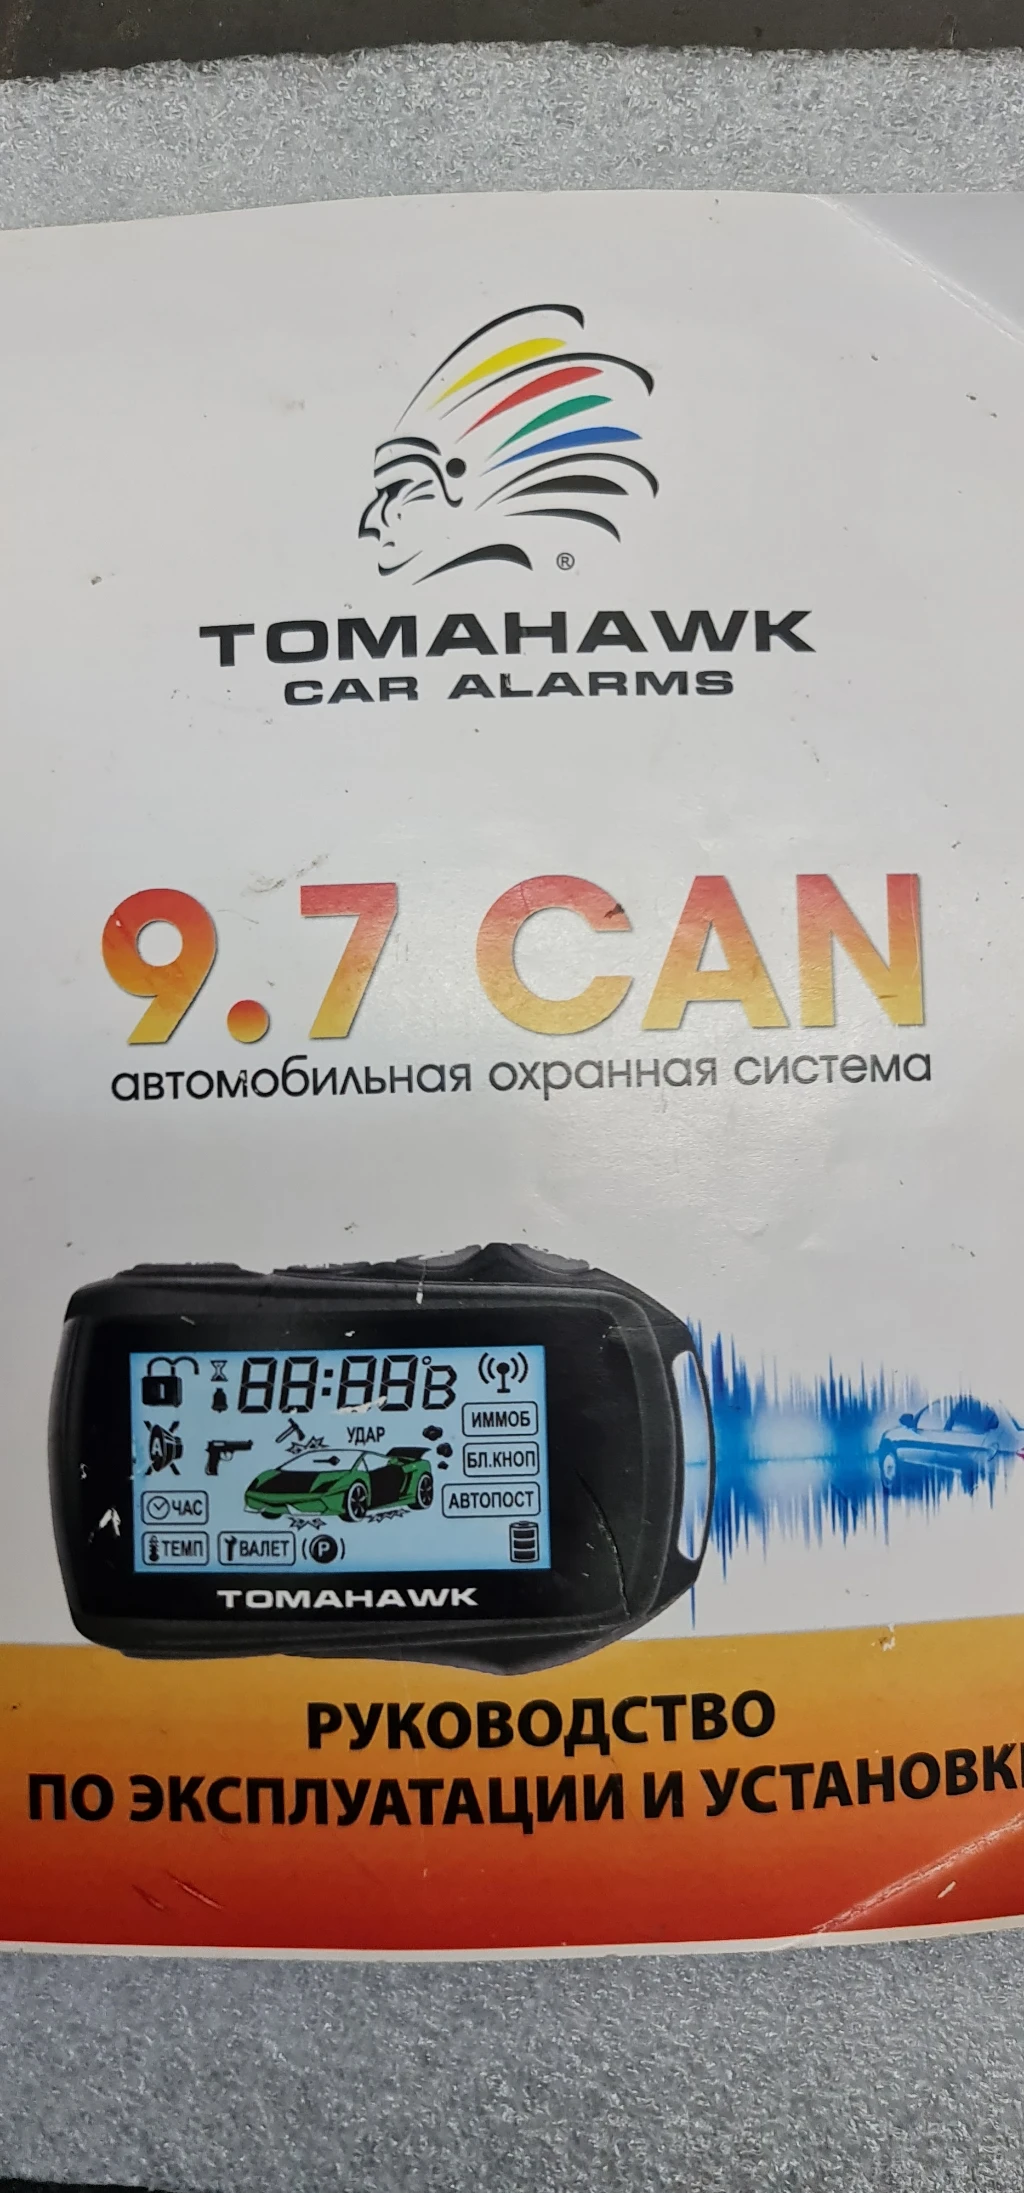 ®
TOMAHAWK
CAR ALARMS
9.7 CAN
автомобильная охранная система
88:88°B
ИММОБ
УДАР
БЛ.КНОП
ЧАС
АВТОПОСТ
ТЕМП
ВАЛЕТ
(P)
TOMAHAWK
РУКОВОДСТВО
ПО ЭКСПЛУАТАЦИИ И УСТАНОВК